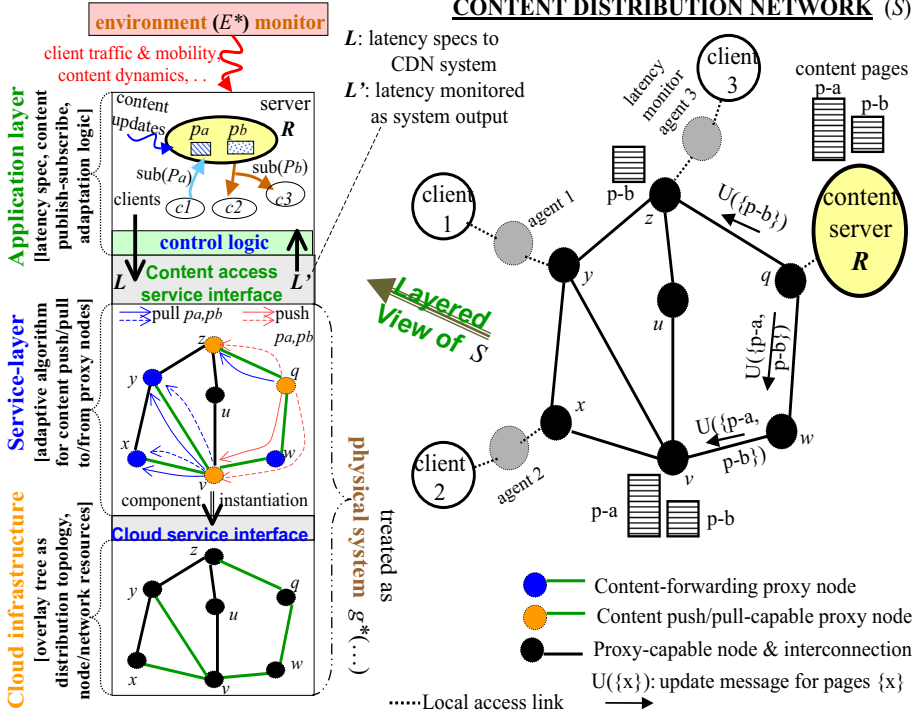 CONTENT DISTRIBUTION NETWORK (S)
environment (E*) monitor
client traffic & mobility,
content dynamics, . .
L: latency specs to
CDN system
L’: latency monitored
as system output
Application layer
[latency spec, content
publish-subscribe,
adaptation logic]
content
updates
server
R
pa
pb
sub(Pa)
sub(Pb)
c1
c2
c3
clients
control logic
L
L’
Content access
service interface
Service-layer
[adaptive algorithm
for content push/pull
to/from proxy nodes]
pull pa,pb
push
pa,pb
z
y
q
u
x
w
v
component
instantiation
Cloud service interface
Cloud infrastructure
[overlay tree as
distribution topology,
node/network resources]
z
y
q
u
x
w
v
physical system g*(…)
treated as
Layered
View of S
client
3
latency
monitor
agent 3
content pages
p-a
p-b
client
1
agent 1
p-b
z
U({p-b})
content
server
R
y
q
u
U({p-a,
p-b})
x
w
U({p-a,
p-b})
v
client
2
agent 2
p-a
p-b
Content-forwarding proxy node
Content push/pull-capable proxy node
Proxy-capable node & interconnection
U({x}): update message for pages {x}
Local access link